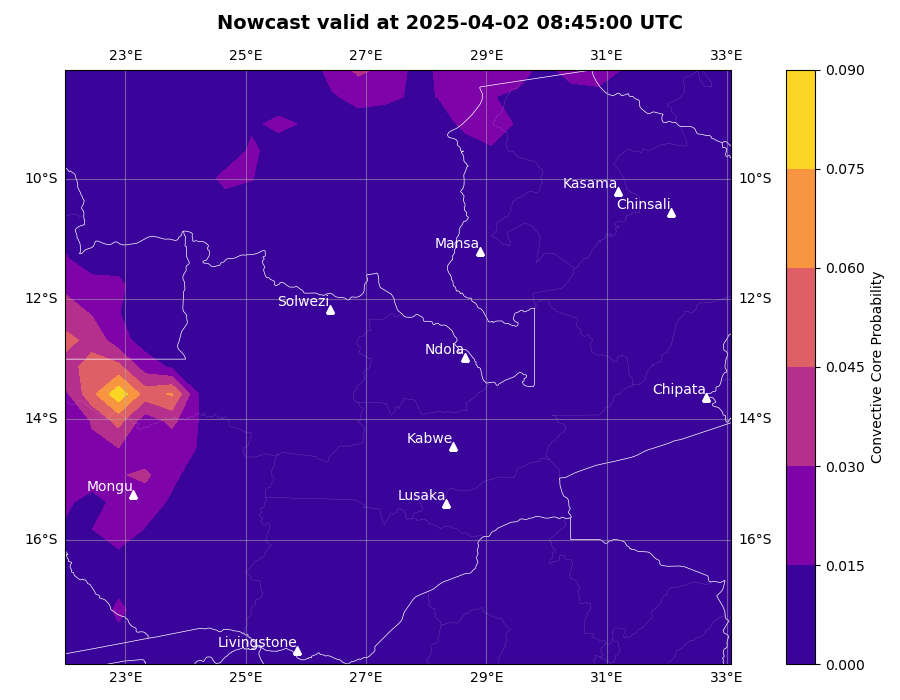 Nowcast valid at 2025-04-02 08:45:00 UTC
23°E 25°E 27°E 29°E 31°E 33°E
0.090
0.075
0.060
0.045
0.030
0.015
0.000
Convective Core Probability
10°S 10°S
12°S 12°S
14°S 14°S
16°S 16°S
Kasama
Chinsali
Mansa
Solwezi
Ndola
Chipata
Kabwe
Mongu
Lusaka
Livingstone
23°E 25°E 27°E 29°E 31°E 33°E